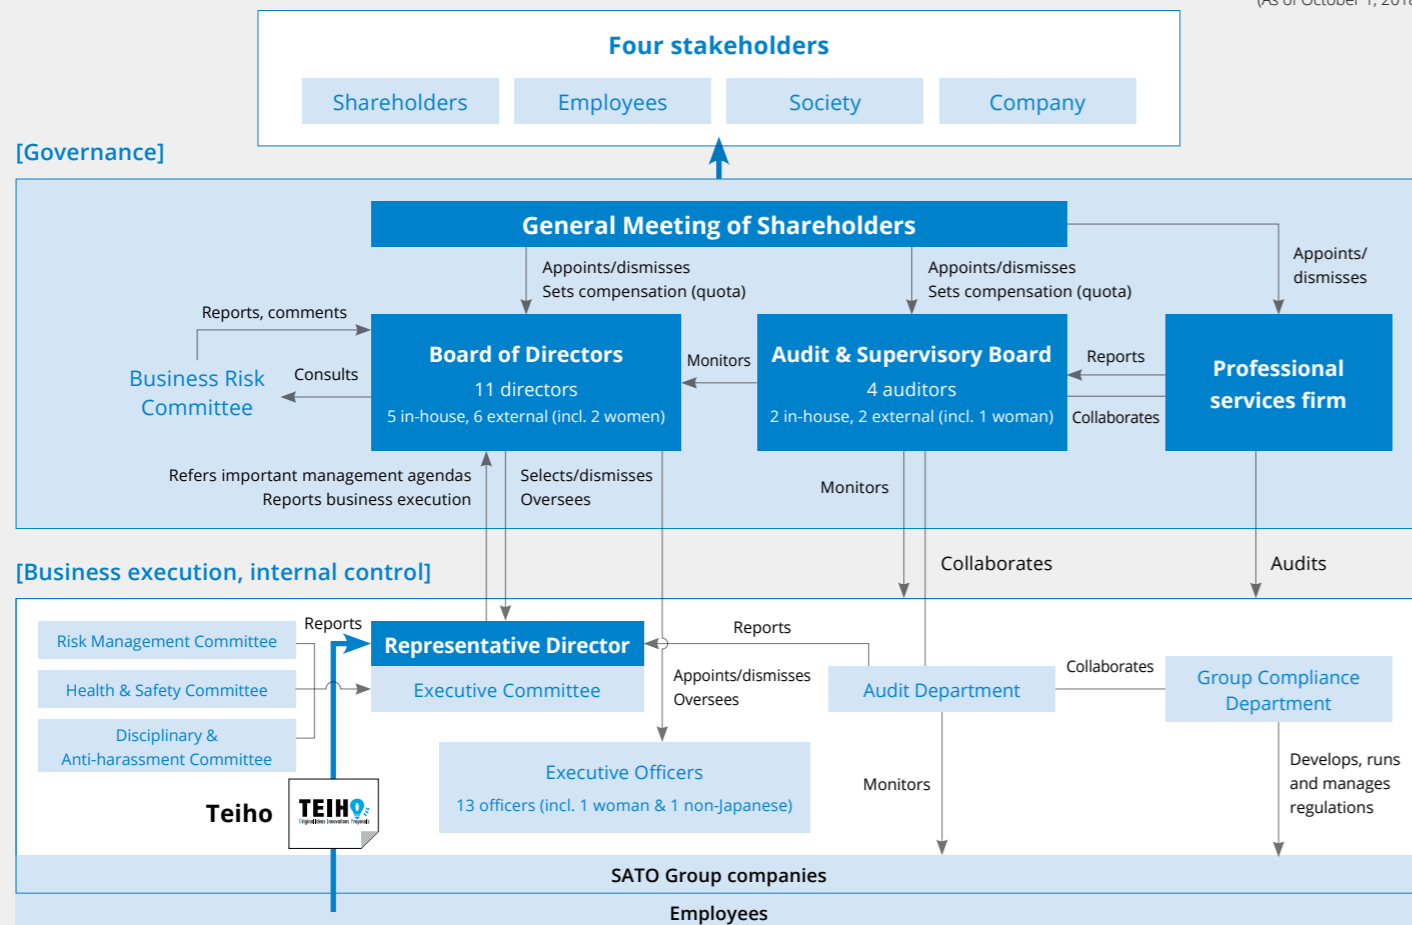 (As of October 1, 2018
Four stakeholders
Shareholders
Employees
Society
Company
[Governance]
General Meeting of Shareholders
Appoints/dismisses
Sets compensation (quota)
Appoints/dismisses
Sets compensation (quota)
Appoints/
dismisses
Reports, comments
Business Risk
Committee
Consults
Board of Directors
11 directors
5 in-house, 6 external (incl. 2 women)
Monitors
Audit & Supervisory Board
4 auditors
2 in-house, 2 external (incl. 1 woman)
Reports
Collaborates
Professional
services firm
Refers important management agendas
Reports business execution
Selects/dismisses
Oversees
Monitors
Collaborates
Audits
[Business execution, internal control]
Risk Management Committee
Health & Safety Committee
Disciplinary &
Anti-harassment Committee
Reports
Representative Director
Executive Committee
Reports
Appoints/dismisses
Oversees
Audit Department
Collaborates
Group Compliance
Department
Executive Officers
13 officers (incl. 1 woman & 1 non-Japanese)
Monitors
Develops, runs
and manages
regulations
Teiho
TEIHO
SATO Group companies
Employees